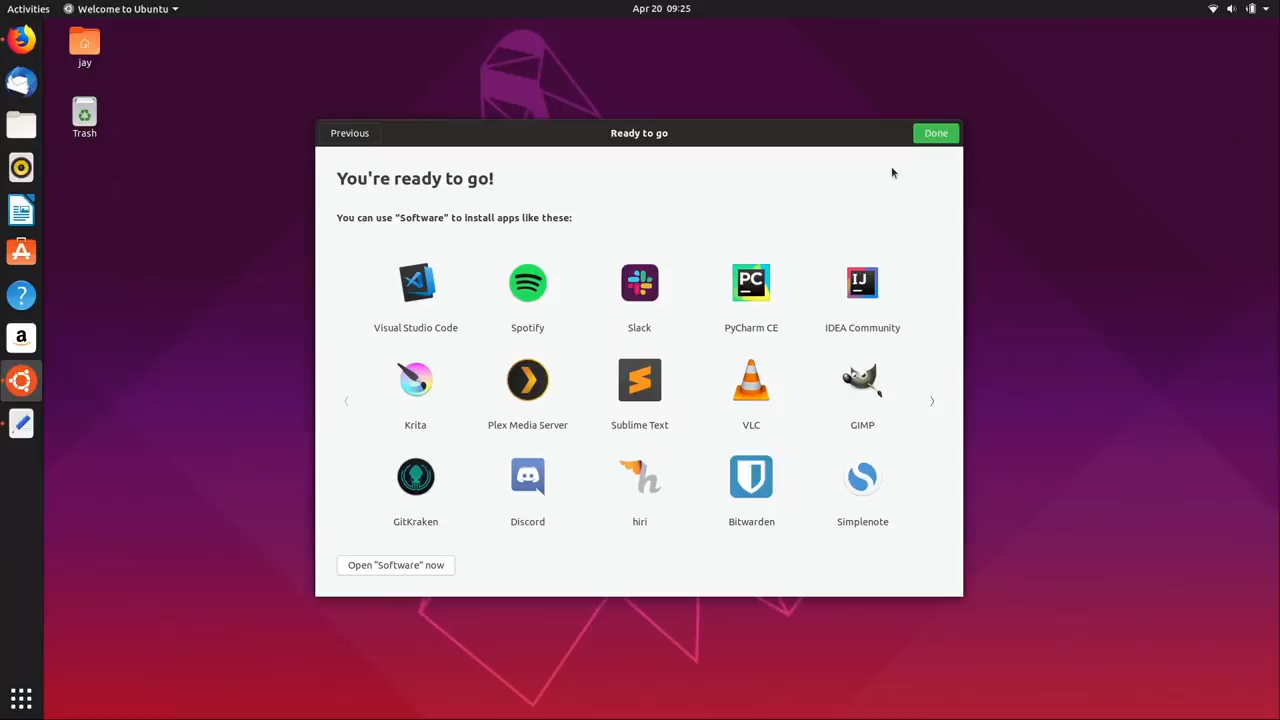 Activities
Welcome to Ubuntu
Apr 20 09:25
jay
Trash
Previous
Ready to go
Done
You're ready to go!
You can use “Software” to install apps like these:
Visual Studio Code
Spotify
Slack
PyCharm CE
IDEA Community
Krita
Plex Media Server
Sublime Text
VLC
GIMP
GitKraken
Discord
hiri
Bitwarden
Simplenote
Open “Software” now
PC
IJ
h
a
?